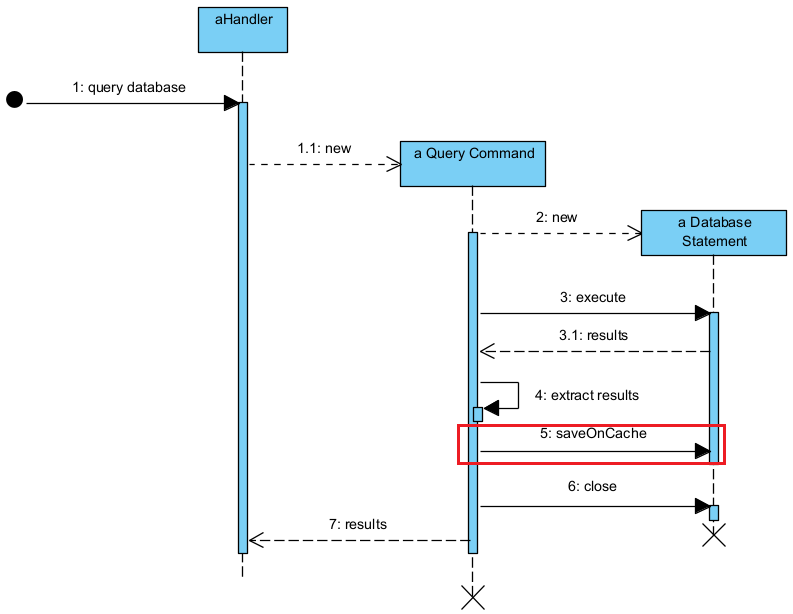 aHandler
1: query database
1.1: new
a Query Command
2: new
a Database
Statement
3: execute
3.1: results
4: extract results
5: saveOnCache
6: close
7: results